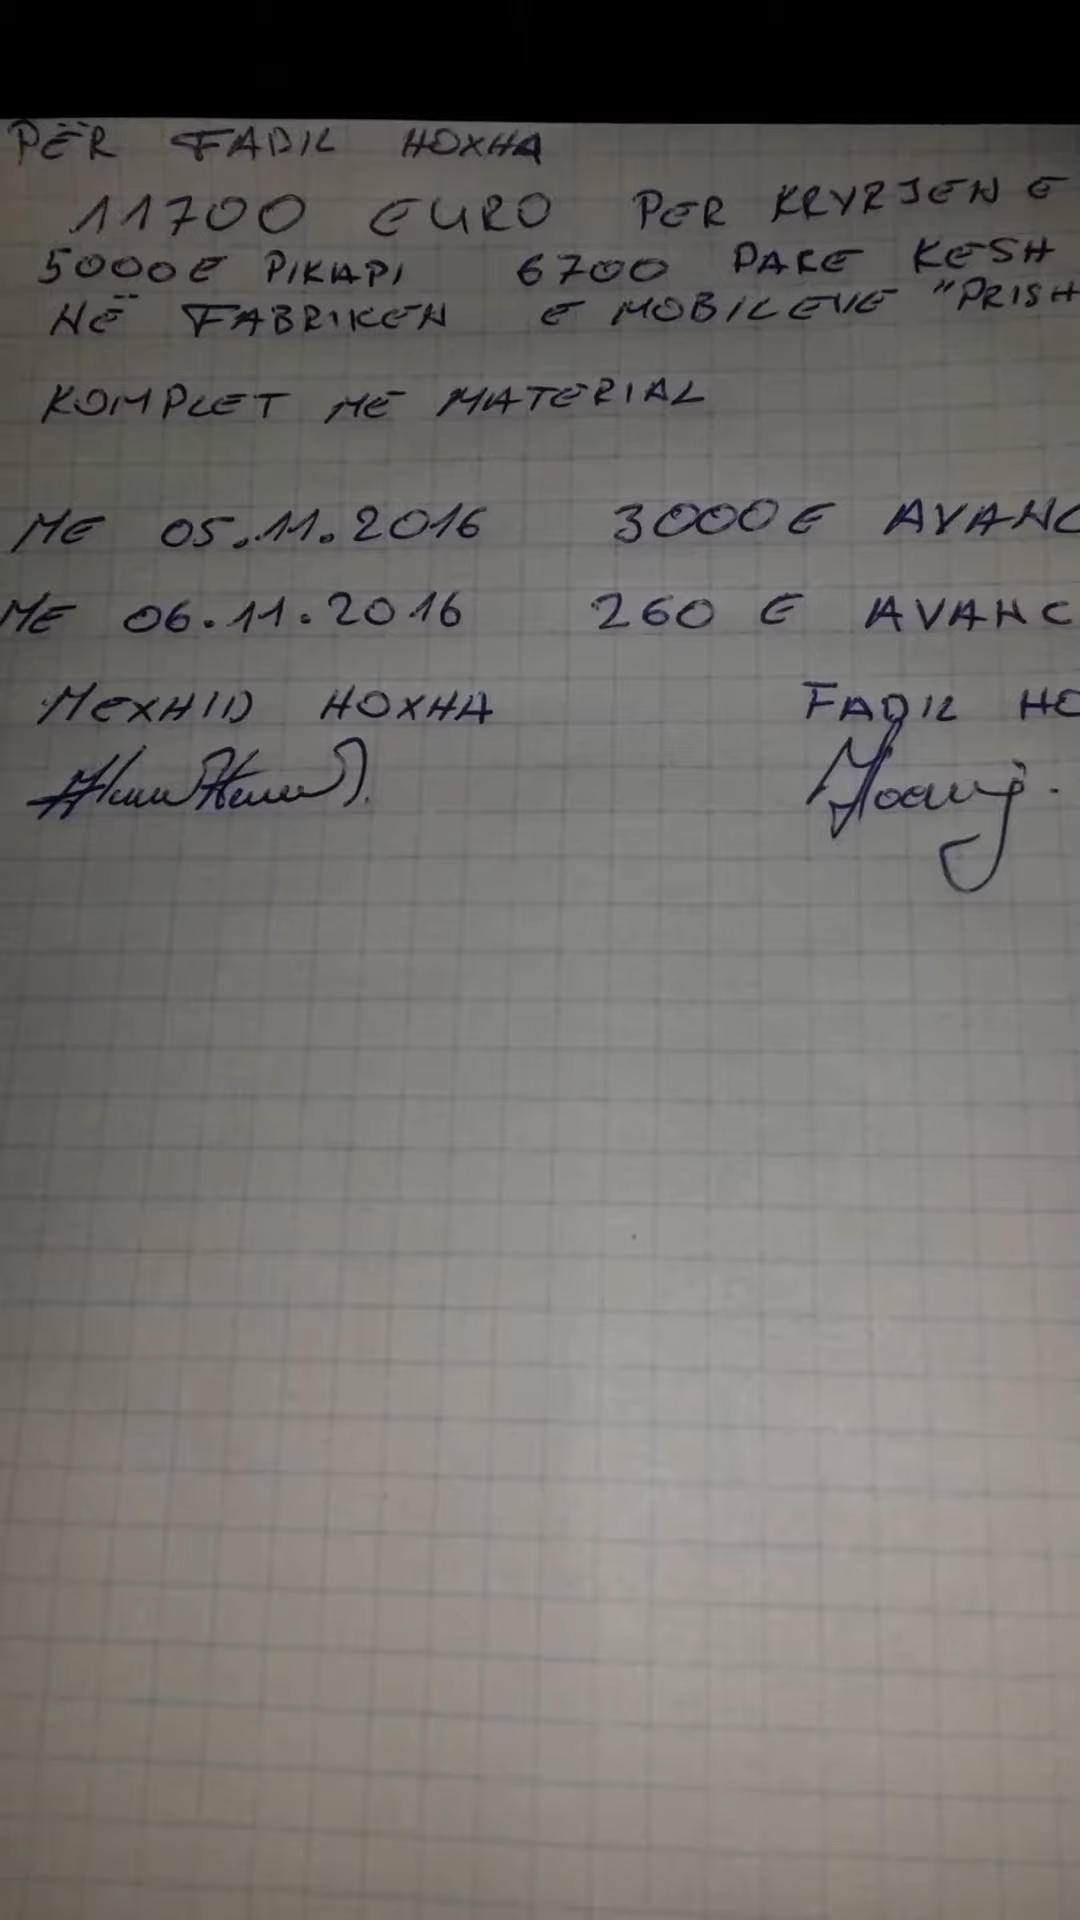 PËR FADIL HOXHA
11700 EURO PER KRYRJEN E
5000E PIKAPI 6700 PARE KESH
NË FABRIKEN E MOBILEVE "PRISH
KOMPLET ME MATERIAL
ME 05.11.2016 3000E AVANC
ME 06.11.2016 260 E AVANC
MEXHID HOXHA FADIL HO